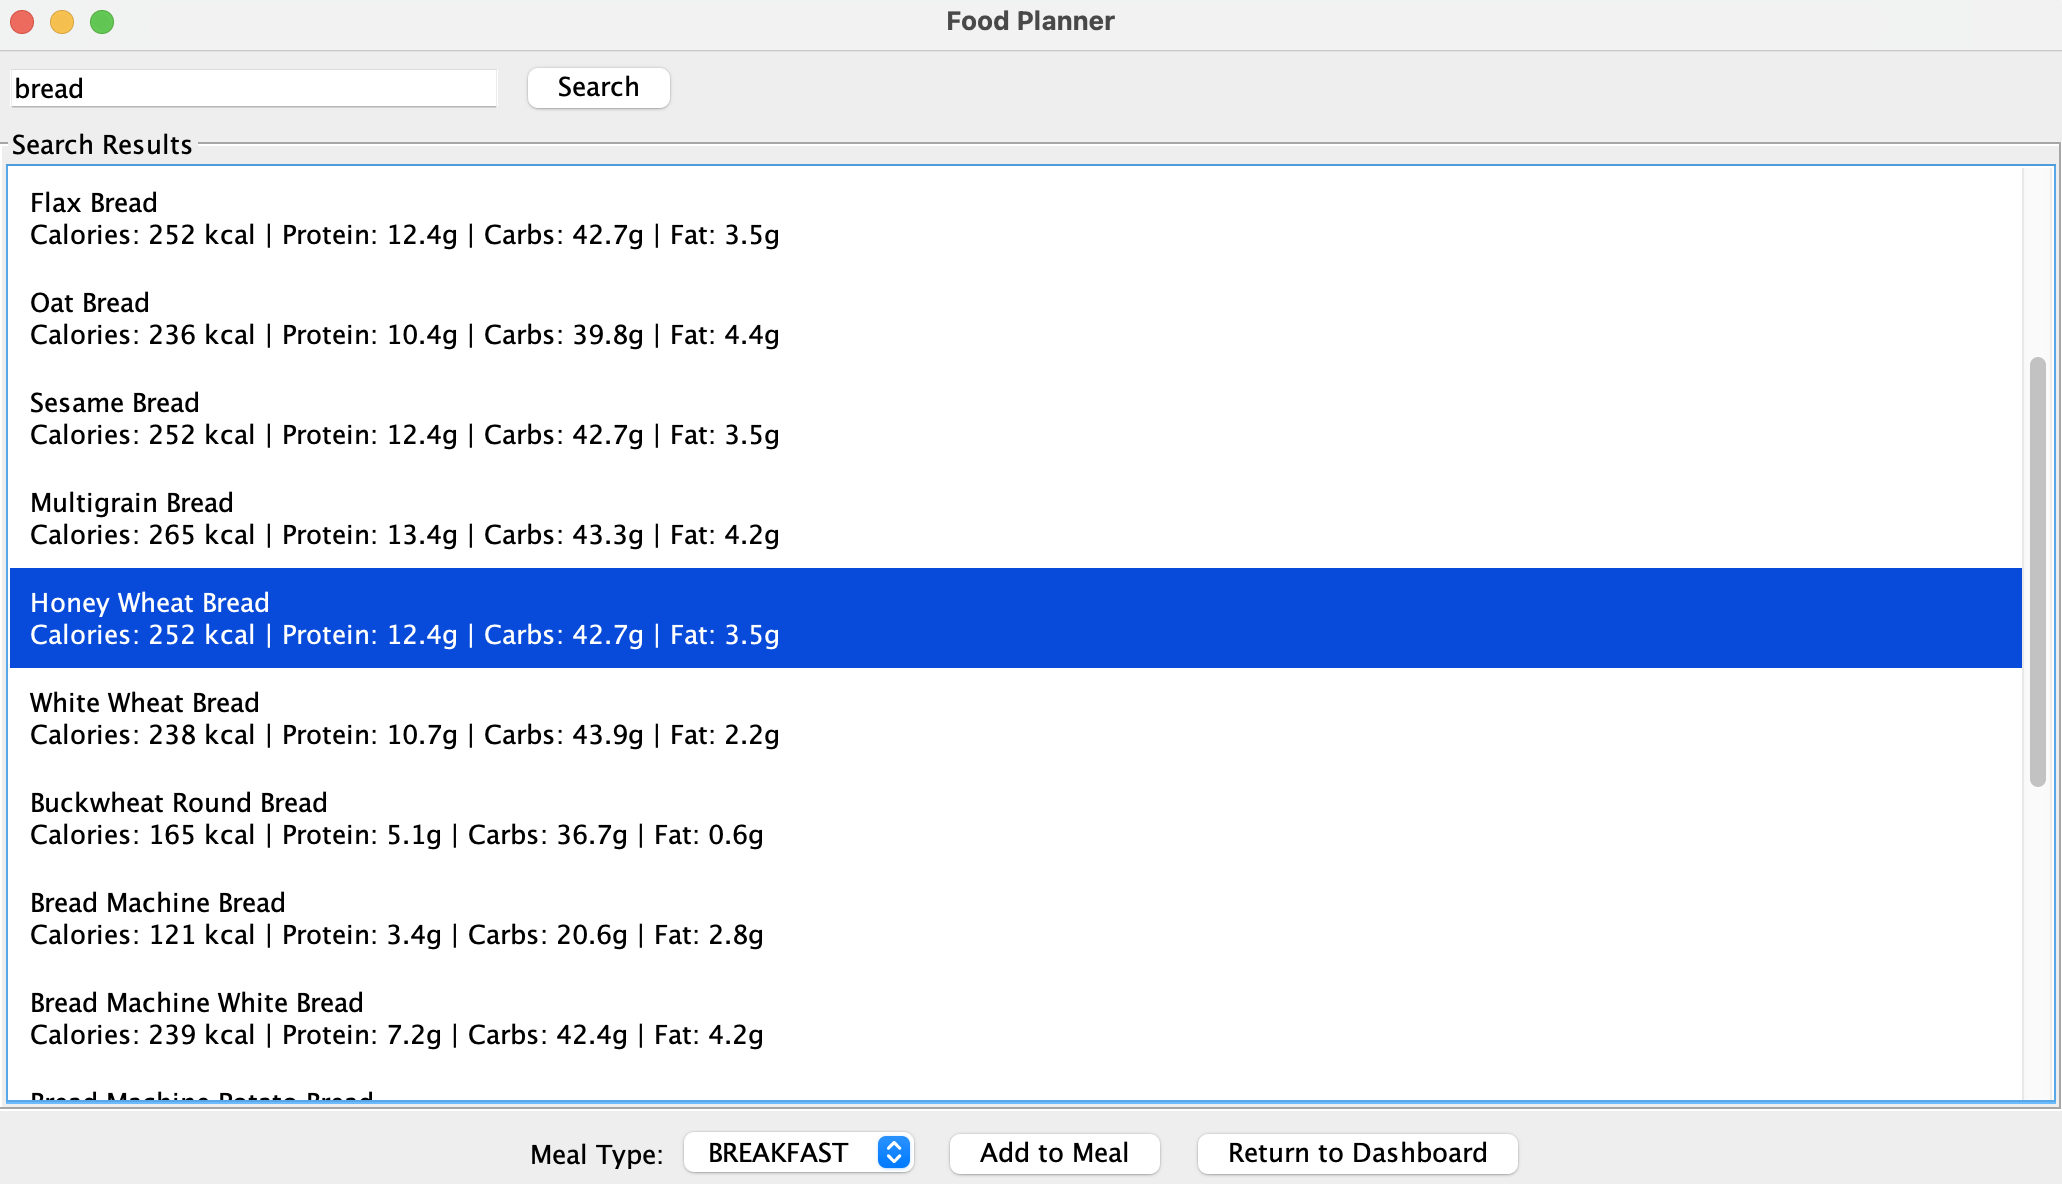 Food Planner
bread
Search
Search Results
Flax Bread
Calories: 252 kcal | Protein: 12.4g | Carbs: 42.7g | Fat: 3.5g
Oat Bread
Calories: 236 kcal | Protein: 10.4g | Carbs: 39.8g | Fat: 4.4g
Sesame Bread
Calories: 252 kcal | Protein: 12.4g | Carbs: 42.7g | Fat: 3.5g
Multigrain Bread
Calories: 265 kcal | Protein: 13.4g | Carbs: 43.3g | Fat: 4.2g
Honey Wheat Bread
Calories: 252 kcal | Protein: 12.4g | Carbs: 42.7g | Fat: 3.5g
White Wheat Bread
Calories: 238 kcal | Protein: 10.7g | Carbs: 43.9g | Fat: 2.2g
Buckwheat Round Bread
Calories: 165 kcal | Protein: 5.1g | Carbs: 36.7g | Fat: 0.6g
Bread Machine Bread
Calories: 121 kcal | Protein: 3.4g | Carbs: 20.6g | Fat: 2.8g
Bread Machine White Bread
Calories: 239 kcal | Protein: 7.2g | Carbs: 42.4g | Fat: 4.2g
Bread Machine Potato Bread
Meal Type: BREAKFAST Add to Meal Return to Dashboard